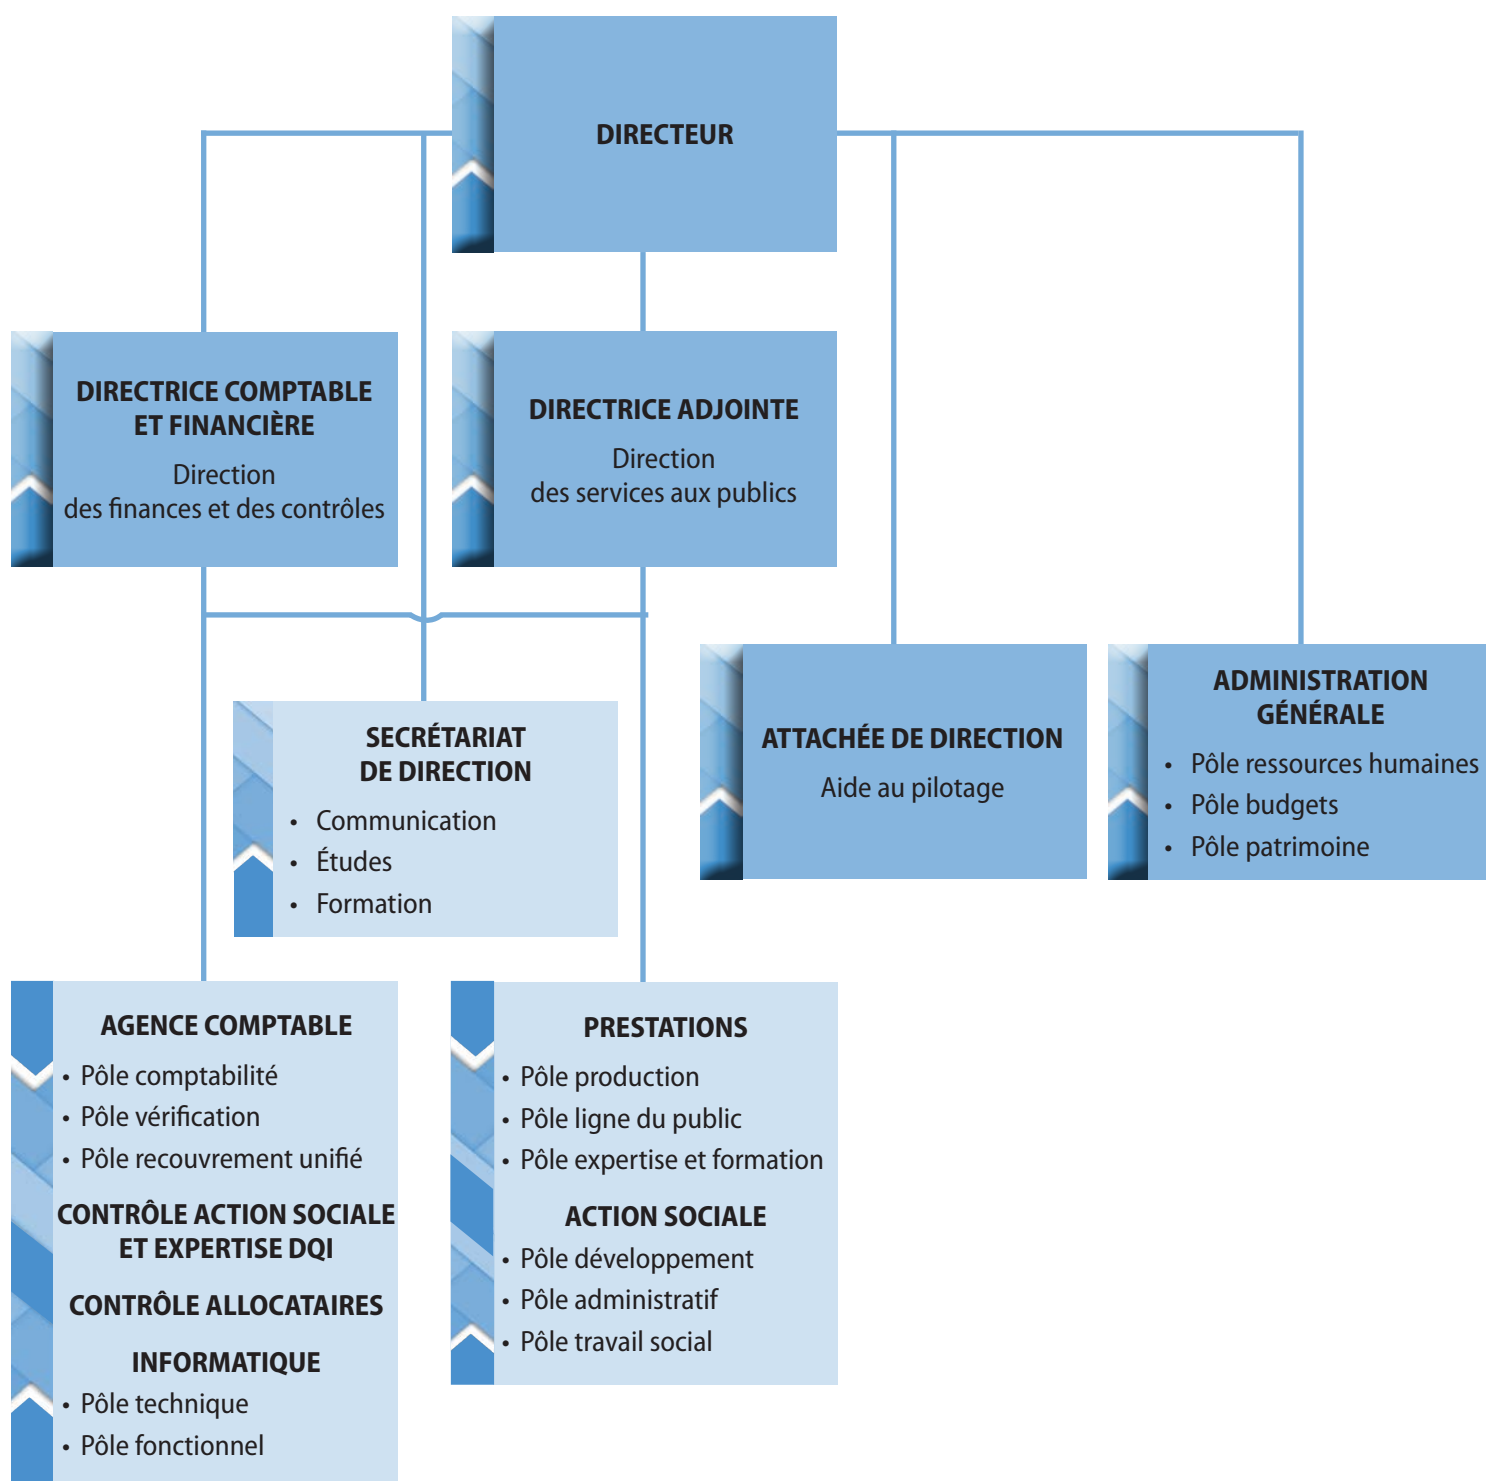 DIRECTEUR
DIRECTRICE COMPTABLE
ET FINANCIÈRE
Direction
des finances et des contrôles
DIRECTRICE ADJOINTE
Direction
des services aux publics
SECRÉTARIAT
DE DIRECTION
• Communication
• Études
• Formation
ATTACHÉE DE DIRECTION
Aide au pilotage
ADMINISTRATION
GÉNÉRALE
• Pôle ressources humaines
• Pôle budgets
• Pôle patrimoine
AGENCE COMPTABLE
• Pôle comptabilité
• Pôle vérification
• Pôle recouvrement unifié
CONTRÔLE ACTION SOCIALE
ET EXPERTISE DQI
CONTRÔLE ALLOCATAIRES
INFORMATIQUE
• Pôle technique
• Pôle fonctionnel
PRESTATIONS
• Pôle production
• Pôle ligne du public
• Pôle expertise et formation
ACTION SOCIALE
• Pôle développement
• Pôle administratif
• Pôle travail social